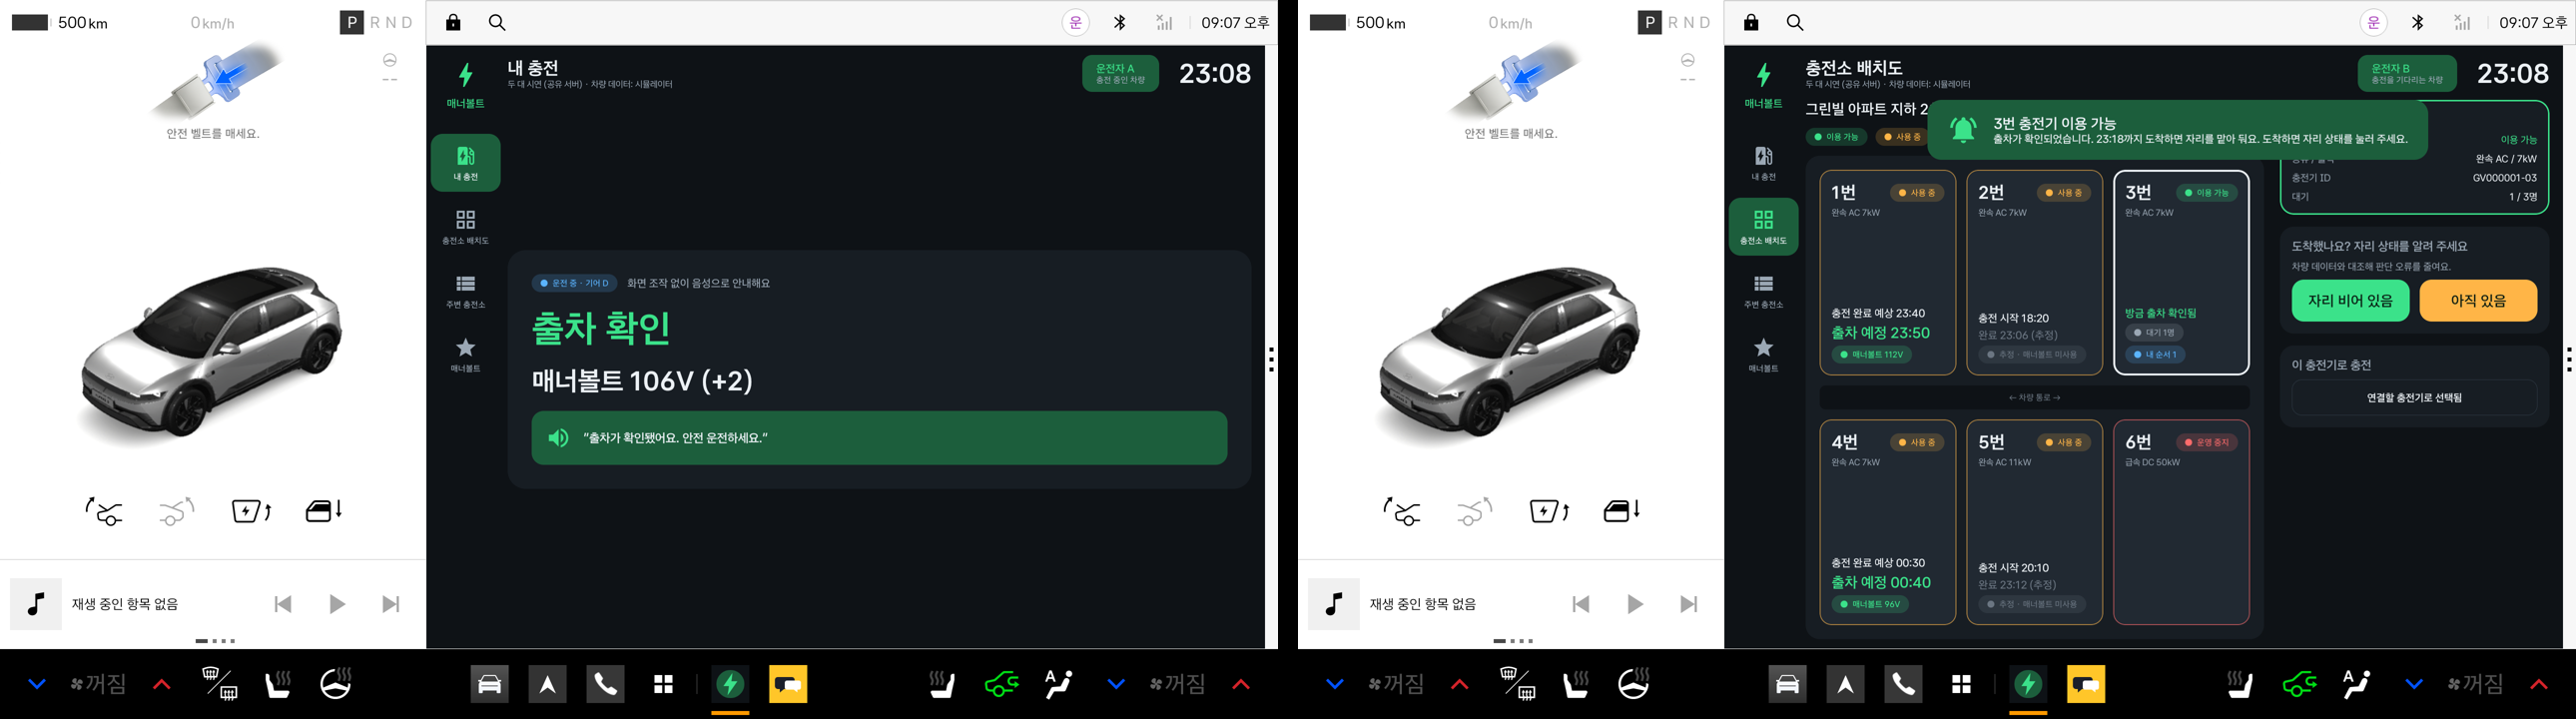 500 km
0 km/h
P R N D
안전 벨트를 매세요.
재생 중인 항목 없음
운
09:07 오후
매너볼트
내 충전
충전소 배치도
주변 충전소
매너볼트
내 충전
두 대 시연 (공유 서버) · 차량 데이터: 시뮬레이터
운전자 A
충전 중인 차량
23:08
운전 중 · 기어 D
화면 조작 없이 음성으로 안내해요
출차 확인
매너볼트 106V (+2)
"출차가 확인됐어요. 안전 운전하세요."
꺼짐
A
꺼짐
500 km
0 km/h
P R N D
안전 벨트를 매세요.
재생 중인 항목 없음
운
09:07 오후
매너볼트
내 충전
충전소 배치도
주변 충전소
매너볼트
충전소 배치도
두 대 시연 (공유 서버) · 차량 데이터: 시뮬레이터
운전자 B
충전을 기다리는 차량
23:08
그린빌 아파트 지하 2
이용 가능
사용 중
3번 충전기 이용 가능
출차가 확인되었습니다. 23:18까지 도착하면 자리를 맡아 둬요. 도착하면 자리 상태를 눌러 주세요.
1번
사용 중
완속 AC 7kW
충전 완료 예상 23:40
출차 예정 23:50
매너볼트 112V
2번
사용 중
완속 AC 7kW
충전 시작 18:20
완료 23:06 (추정)
추정 · 매너볼트 미사용
3번
이용 가능
완속 AC 7kW
방금 출차 확인됨
대기 1명
내 순서 1
← 차량 통로 →
4번
사용 중
완속 AC 7kW
충전 완료 예상 00:30
출차 예정 00:40
매너볼트 96V
5번
사용 중
완속 AC 11kW
충전 시작 20:10
완료 23:12 (추정)
추정 · 매너볼트 미사용
6번
운영 중지
급속 DC 50kW
이용 가능
완속 AC / 7kW
충전기 ID
GV000001-03
대기
1 / 3명
도착했나요? 자리 상태를 알려 주세요
차량 데이터와 대조해 판단 오류를 줄여요.
자리 비어 있음
아직 있음
이 충전기로 충전
연결할 충전기로 선택됨
꺼짐
A
꺼짐